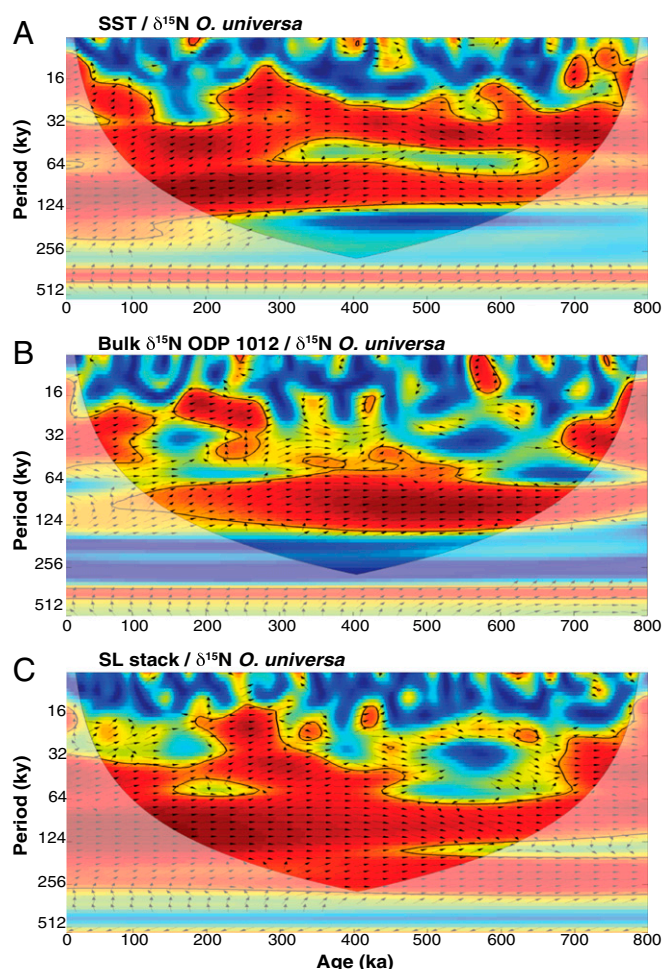 A
SST / δ¹⁵N O. universa
Period (ky)
16
32
64
124
256
512
0 100 200 300 400 500 600 700 800
B
Bulk δ¹⁵N ODP 1012 / δ¹⁵N O. universa
Period (ky)
16
32
64
124
256
512
0 100 200 300 400 500 600 700 800
C
SL stack / δ¹⁵N O. universa
Period (ky)
16
32
64
124
256
512
0 100 200 300 400 500 600 700 800
Age (ka)